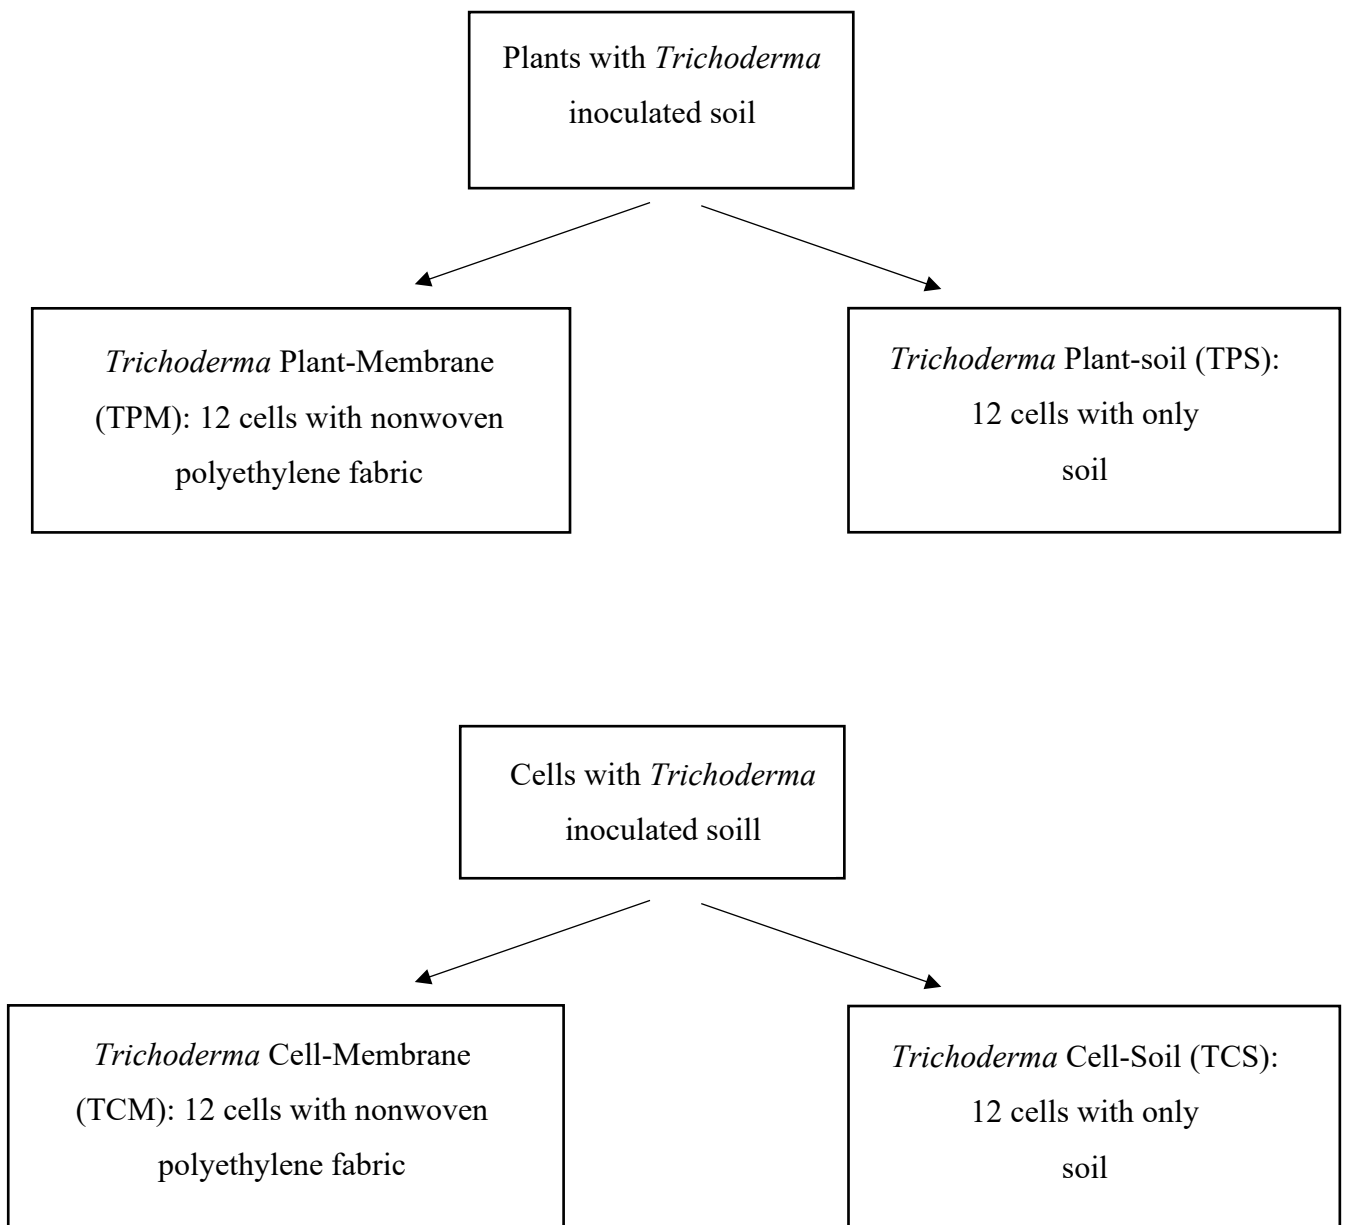 Plants with Trichoderma
inoculated soil
Trichoderma Plant-Membrane
(TPM): 12 cells with nonwoven
polyethylene fabric
Trichoderma Plant-soil (TPS):
12 cells with only
soil
Cells with Trichoderma
inoculated soill
Trichoderma Cell-Membrane
(TCM): 12 cells with nonwoven
polyethylene fabric
Trichoderma Cell-Soil (TCS):
12 cells with only
soil